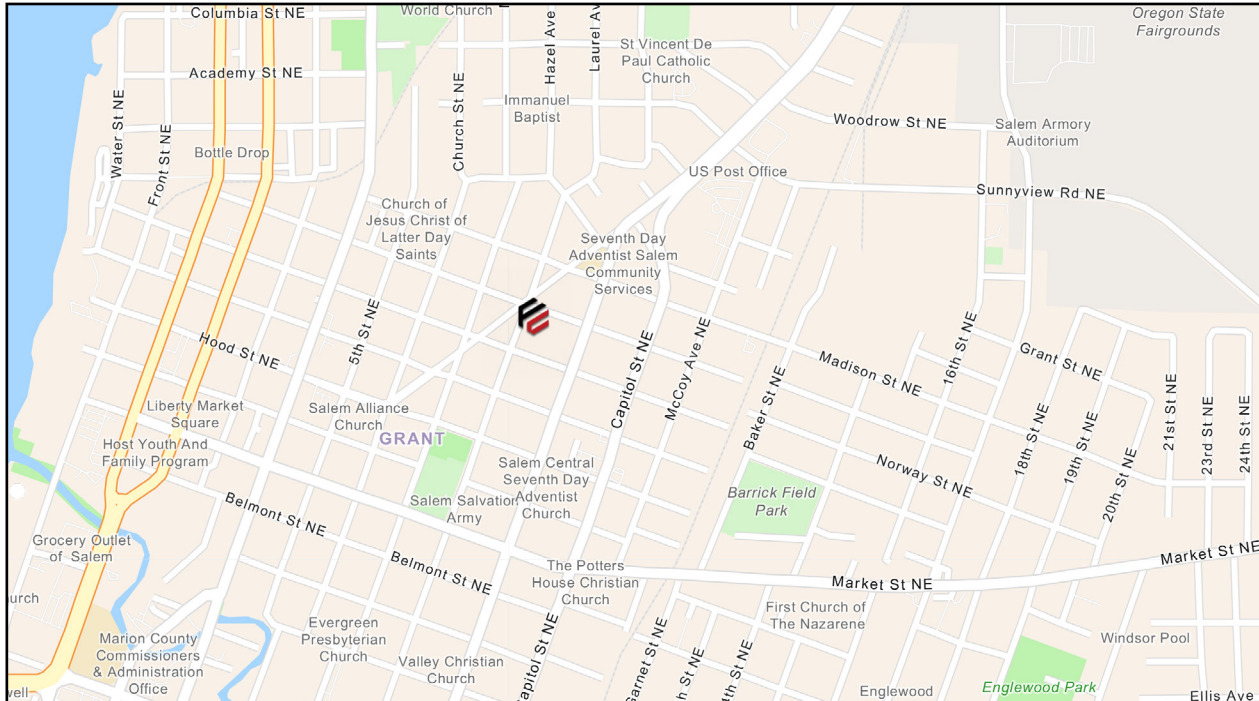 Columbia St NE
World Church
Hazel Ave
Laurel Ave
Oregon State
Fairgrounds
St Vincent De
Paul Catholic
Church
Academy St NE
Church St NE
Immanuel
Baptist
Water St NE
Front St NE
Woodrow St NE
Salem Armory
Auditorium
Bottle Drop
US Post Office
Sunnyview Rd NE
Church of
Jesus Christ of
Latter Day
Saints
Seventh Day
Adventist Salem
Community
Services
5th St NE
Hood St NE
Capitol St NE
McCoy Ave NE
Madison St NE
16th St NE
Grant St NE
Baker St NE
21st St NE
23rd St NE
24th St NE
Liberty Market
Square
Salem Alliance
Church
GRANT
18th St NE
19th St NE
20th St NE
Host Youth And
Family Program
Salem Central
Seventh Day
Adventist
Church
Norway St NE
Barrick Field
Park
Belmont St NE
Salem Salvation
Army
Grocery Outlet
of Salem
Belmont St NE
The Potters
House Christian
Church
Market St NE
Market St NE
urch
First Church of
The Nazarene
Evergreen
Presbyterian
Church
Marion County
Commissioners
& Administration
Office
Valley Christian
Church
Capitol St NE
Garnet St NE
th St NE
4th St NE
Windsor Pool
well
Englewood
Englewood Park
Ellis Ave